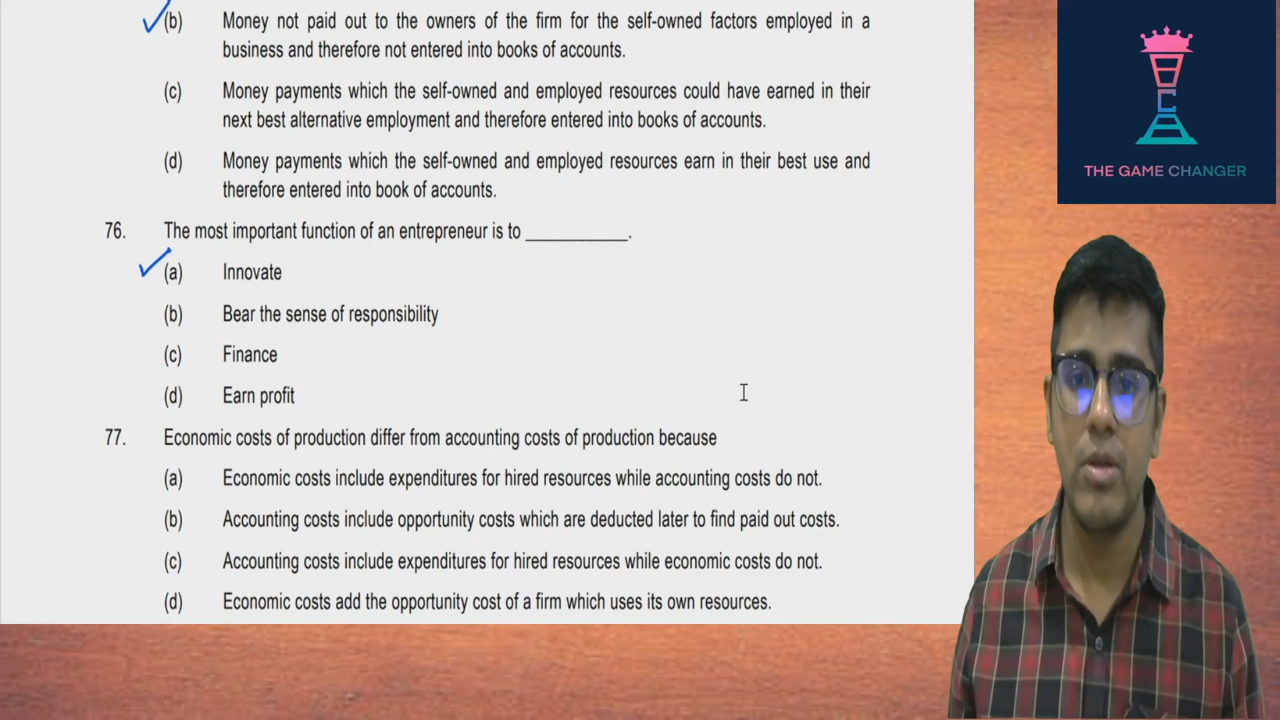 (b) Money not paid out to the owners of the firm for the self-owned factors employed in a
business and therefore not entered into books of accounts.
(c) Money payments which the self-owned and employed resources could have earned in their
next best alternative employment and therefore entered into books of accounts.
(d) Money payments which the self-owned and employed resources earn in their best use and
therefore entered into book of accounts.
76. The most important function of an entrepreneur is to ____________.
(a) Innovate
(b) Bear the sense of responsibility
(c) Finance
(d) Earn profit
77. Economic costs of production differ from accounting costs of production because
(a) Economic costs include expenditures for hired resources while accounting costs do not.
(b) Accounting costs include opportunity costs which are deducted later to find paid out costs.
(c) Accounting costs include expenditures for hired resources while economic costs do not.
(d) Economic costs add the opportunity cost of a firm which uses its own resources.
THE GAME CHANGER